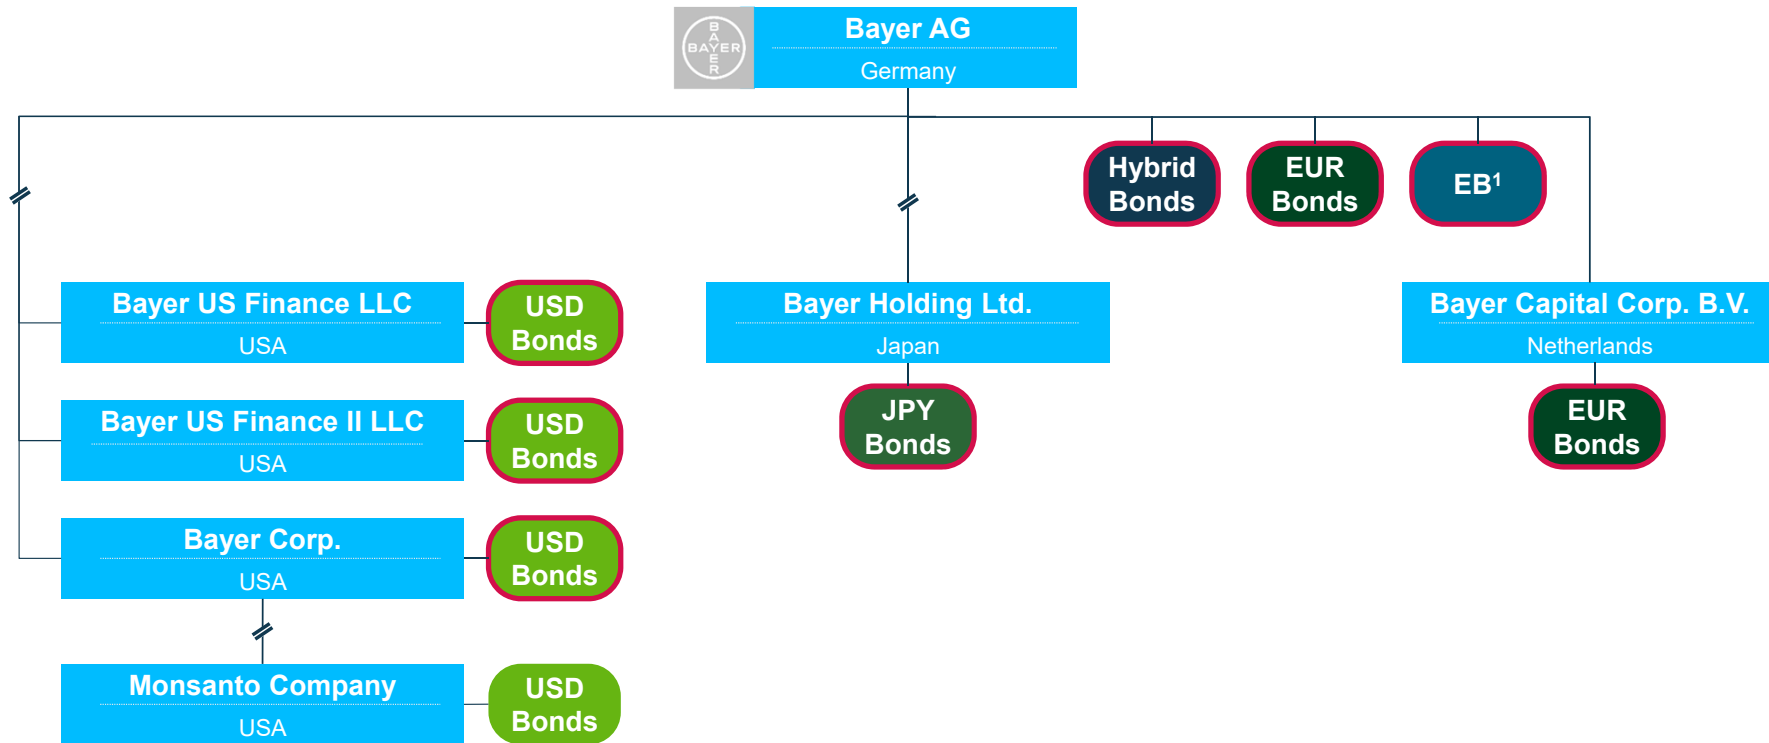 BAYER
BAYER
Bayer AG
Germany
Hybrid
Bonds
EUR
Bonds
EB¹
Bayer US Finance LLC
USA
USD
Bonds
Bayer Holding Ltd.
Japan
Bayer Capital Corp. B.V.
Netherlands
Bayer US Finance II LLC
USA
USD
Bonds
JPY
Bonds
EUR
Bonds
Bayer Corp.
USA
USD
Bonds
Monsanto Company
USA
USD
Bonds